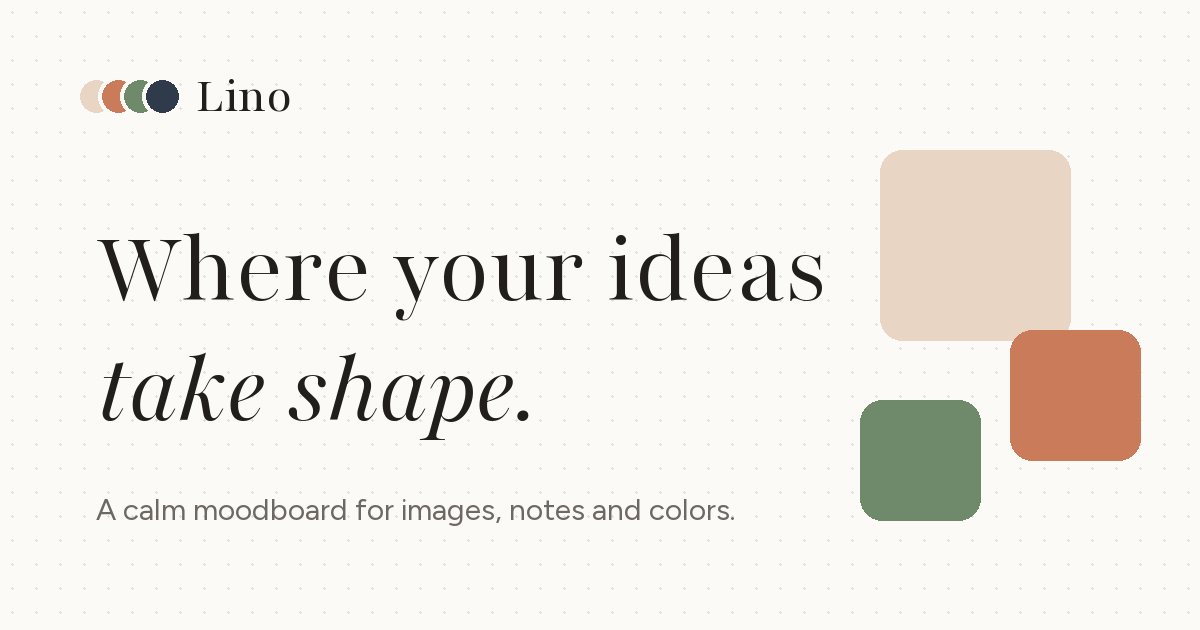 Lino
Where your ideas
take shape.
A calm moodboard for images, notes and colors.